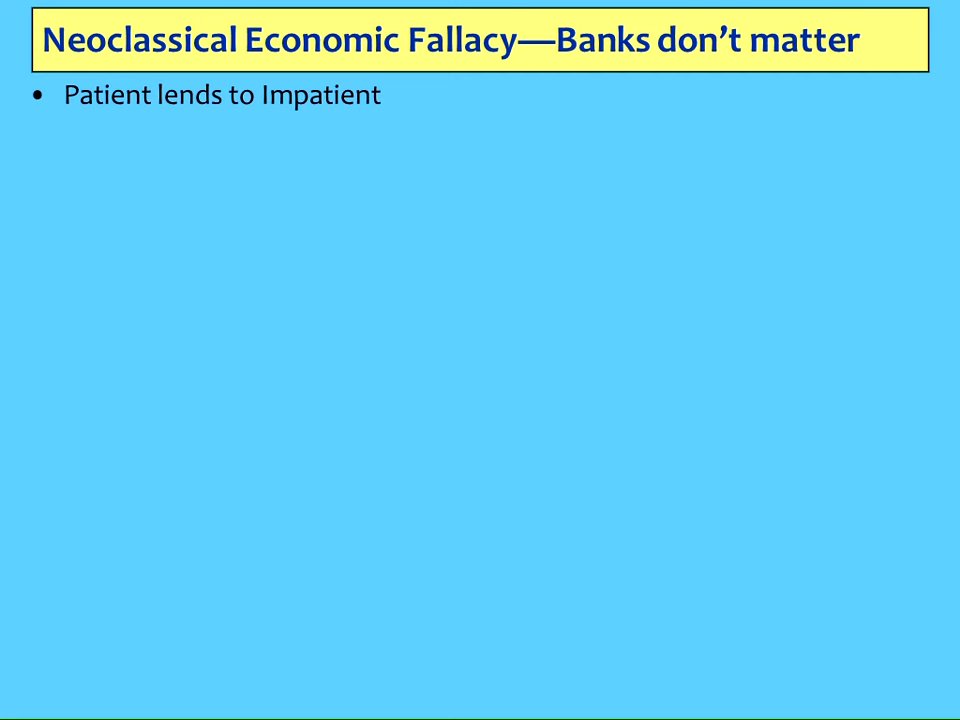 Neoclassical Economic Fallacy—Banks don’t matter
• Patient lends to Impatient